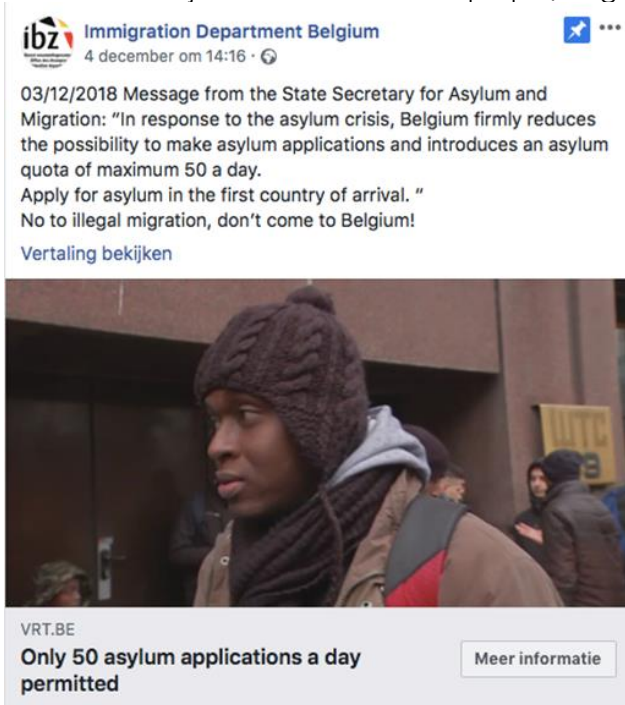 ibz
Immigration Department Belgium
4 december om 14:16 ·
03/12/2018 Message from the State Secretary for Asylum and
Migration: “In response to the asylum crisis, Belgium firmly reduces
the possibility to make asylum applications and introduces an asylum
quota of maximum 50 a day.
Apply for asylum in the first country of arrival. “
No to illegal migration, don’t come to Belgium!
Vertaling bekijken
WTC
VRT.BE
Only 50 asylum applications a day
permitted
Meer informatie